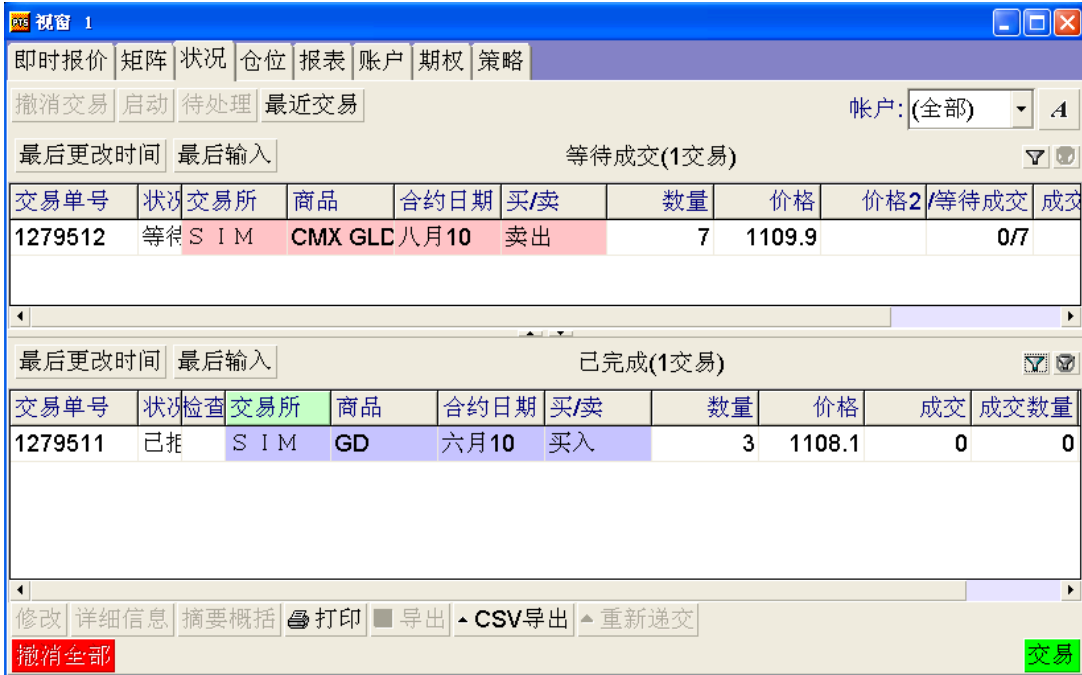 PTS 视窗 1
即时报价 矩阵 状况 仓位 报表 账户 期权 策略
撤消交易 启动 待处理 最近交易 帐户: (全部) A
最后更改时间 最后输入 等待成交(1交易)
交易单号 状况 交易所 商品 合约日期 买/卖 数量 价格 价格2 /等待成交 成交
1279512 等待 S I M CMX GLD 八月10 卖出 7 1109.9 0/7
最后更改时间 最后输入 已完成(1交易)
交易单号 状况 检查 交易所 商品 合约日期 买/卖 数量 价格 成交 成交数量
1279511 已拒 S I M GD 六月10 买入 3 1108.1 0 0
修改 详细信息 摘要概括 打印 导出 CSV导出 重新递交
撤消全部 交易